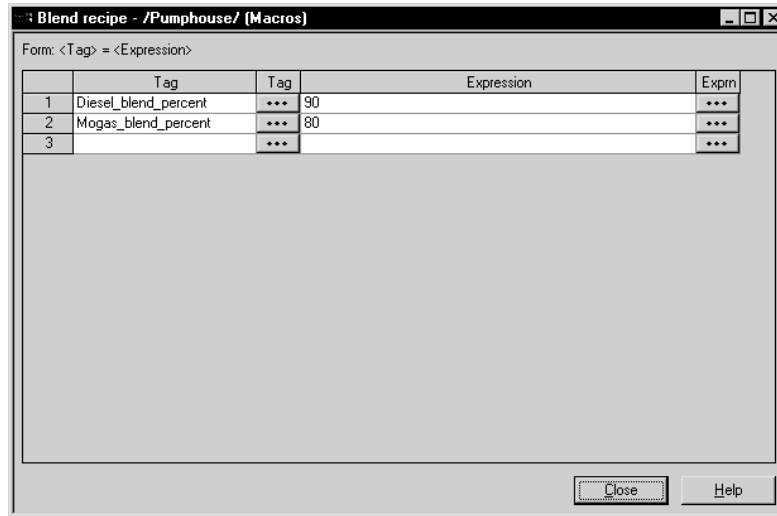 Blend recipe - /Pumphouse/ (Macros)
Form: <Tag> = <Expression>
Tag Tag Expression Exprn
1 Diesel_blend_percent ••• 90 •••
2 Mogas_blend_percent ••• 80 •••
3 ••• •••
Close Help